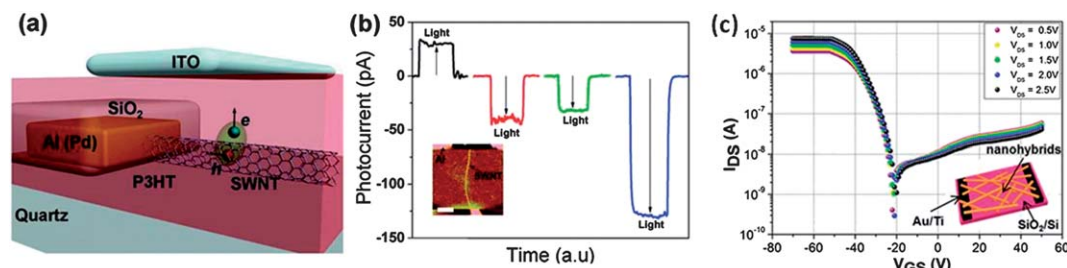 (a)
ITO
SiO2
Al (Pd)
e
h
P3HT
SWNT
Quartz
(b)
Photocurrent (pA)
50
0
-50
-100
-150
Light
Light
Light
Light
Al
SWNT
Time (a.u)
(c)
IDS (A)
10-5
10-6
10-7
10-8
10-9
10-10
VDS = 0.5V
VDS = 1.0V
VDS = 1.5V
VDS = 2.0V
VDS = 2.5V
nanohybrids
Au/Ti
SiO2/Si
-80 -60 -40 -20 0 20 40 60
VGS (V)